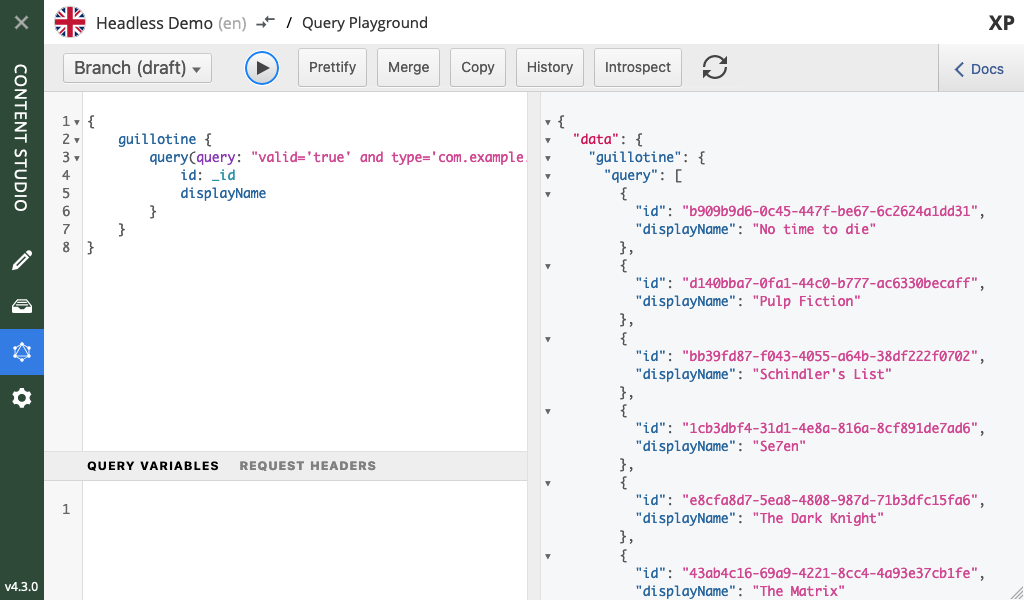 Headless Demo (en) / Query Playground
XP
CONTENT STUDIO
v4.3.0
Branch (draft)
Prettify
Merge
Copy
History
Introspect
Docs
1 {
2 guillotine {
3 query(query: "valid='true' and type='com.example.
4 id: _id
5 displayName
6 }
7 }
8 }
QUERY VARIABLES REQUEST HEADERS
1
{
"data": {
"guillotine": {
"query": [
{
"id": "b909b9d6-0c45-447f-be67-6c2624a1dd31",
"displayName": "No time to die"
},
{
"id": "d140bba7-0fa1-44c0-b777-ac6330becaff",
"displayName": "Pulp Fiction"
},
{
"id": "bb39fd87-f043-4055-a64b-38df222f0702",
"displayName": "Schindler's List"
},
{
"id": "1cb3dbf4-31d1-4e8a-816a-8cf891de7ad6",
"displayName": "Se7en"
},
{
"id": "e8cfa8d7-5ea8-4808-987d-71b3dfc15fa6",
"displayName": "The Dark Knight"
},
{
"id": "43ab4c16-69a9-4221-8cc4-4a93e37cb1fe",
"displayName": "The Matrix"